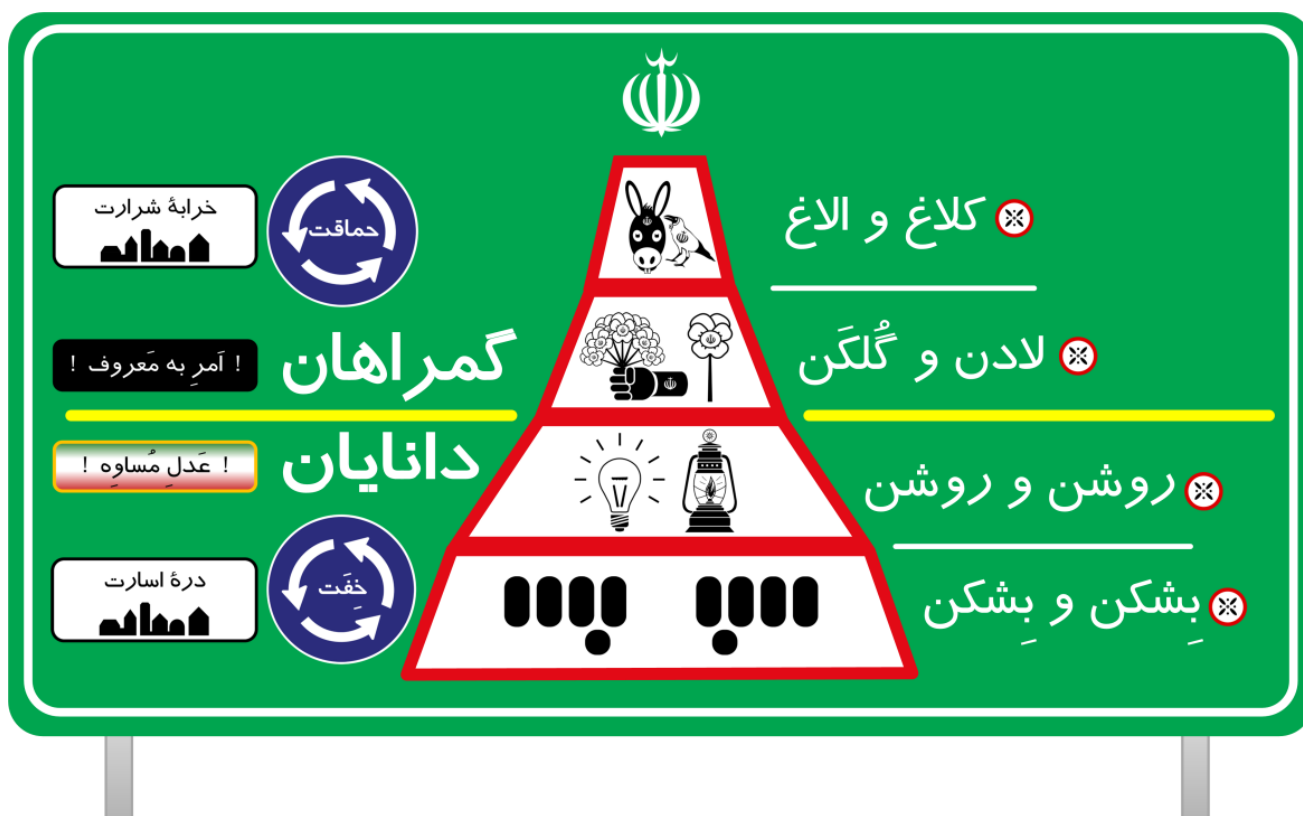 کلاغ و الاغ
لادن و گُلکَن
روشن و روشن
بِشکن و بِشکن
خرابهٔ شرارت
حماقت
گمراهان
! اَمرِ به مَعروف !
دانایان
! عَدلِ مُساوِه !
خِفَت
درهٔ اسارت